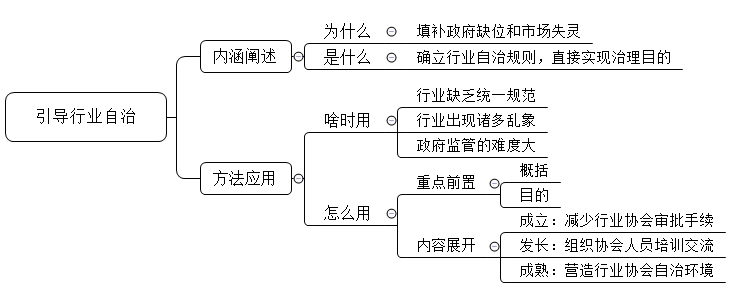 引导行业自治
内涵阐述
为什么
填补政府缺位和市场失灵
是什么
确立行业自治规则，直接实现治理目的
方法应用
啥时用
行业缺乏统一规范
行业出现诸多乱象
政府监管的难度大
怎么用
重点前置
概括
目的
内容展开
成立：减少行业协会审批手续
发长：组织协会人员培训交流
成熟：营造行业协会自治环境